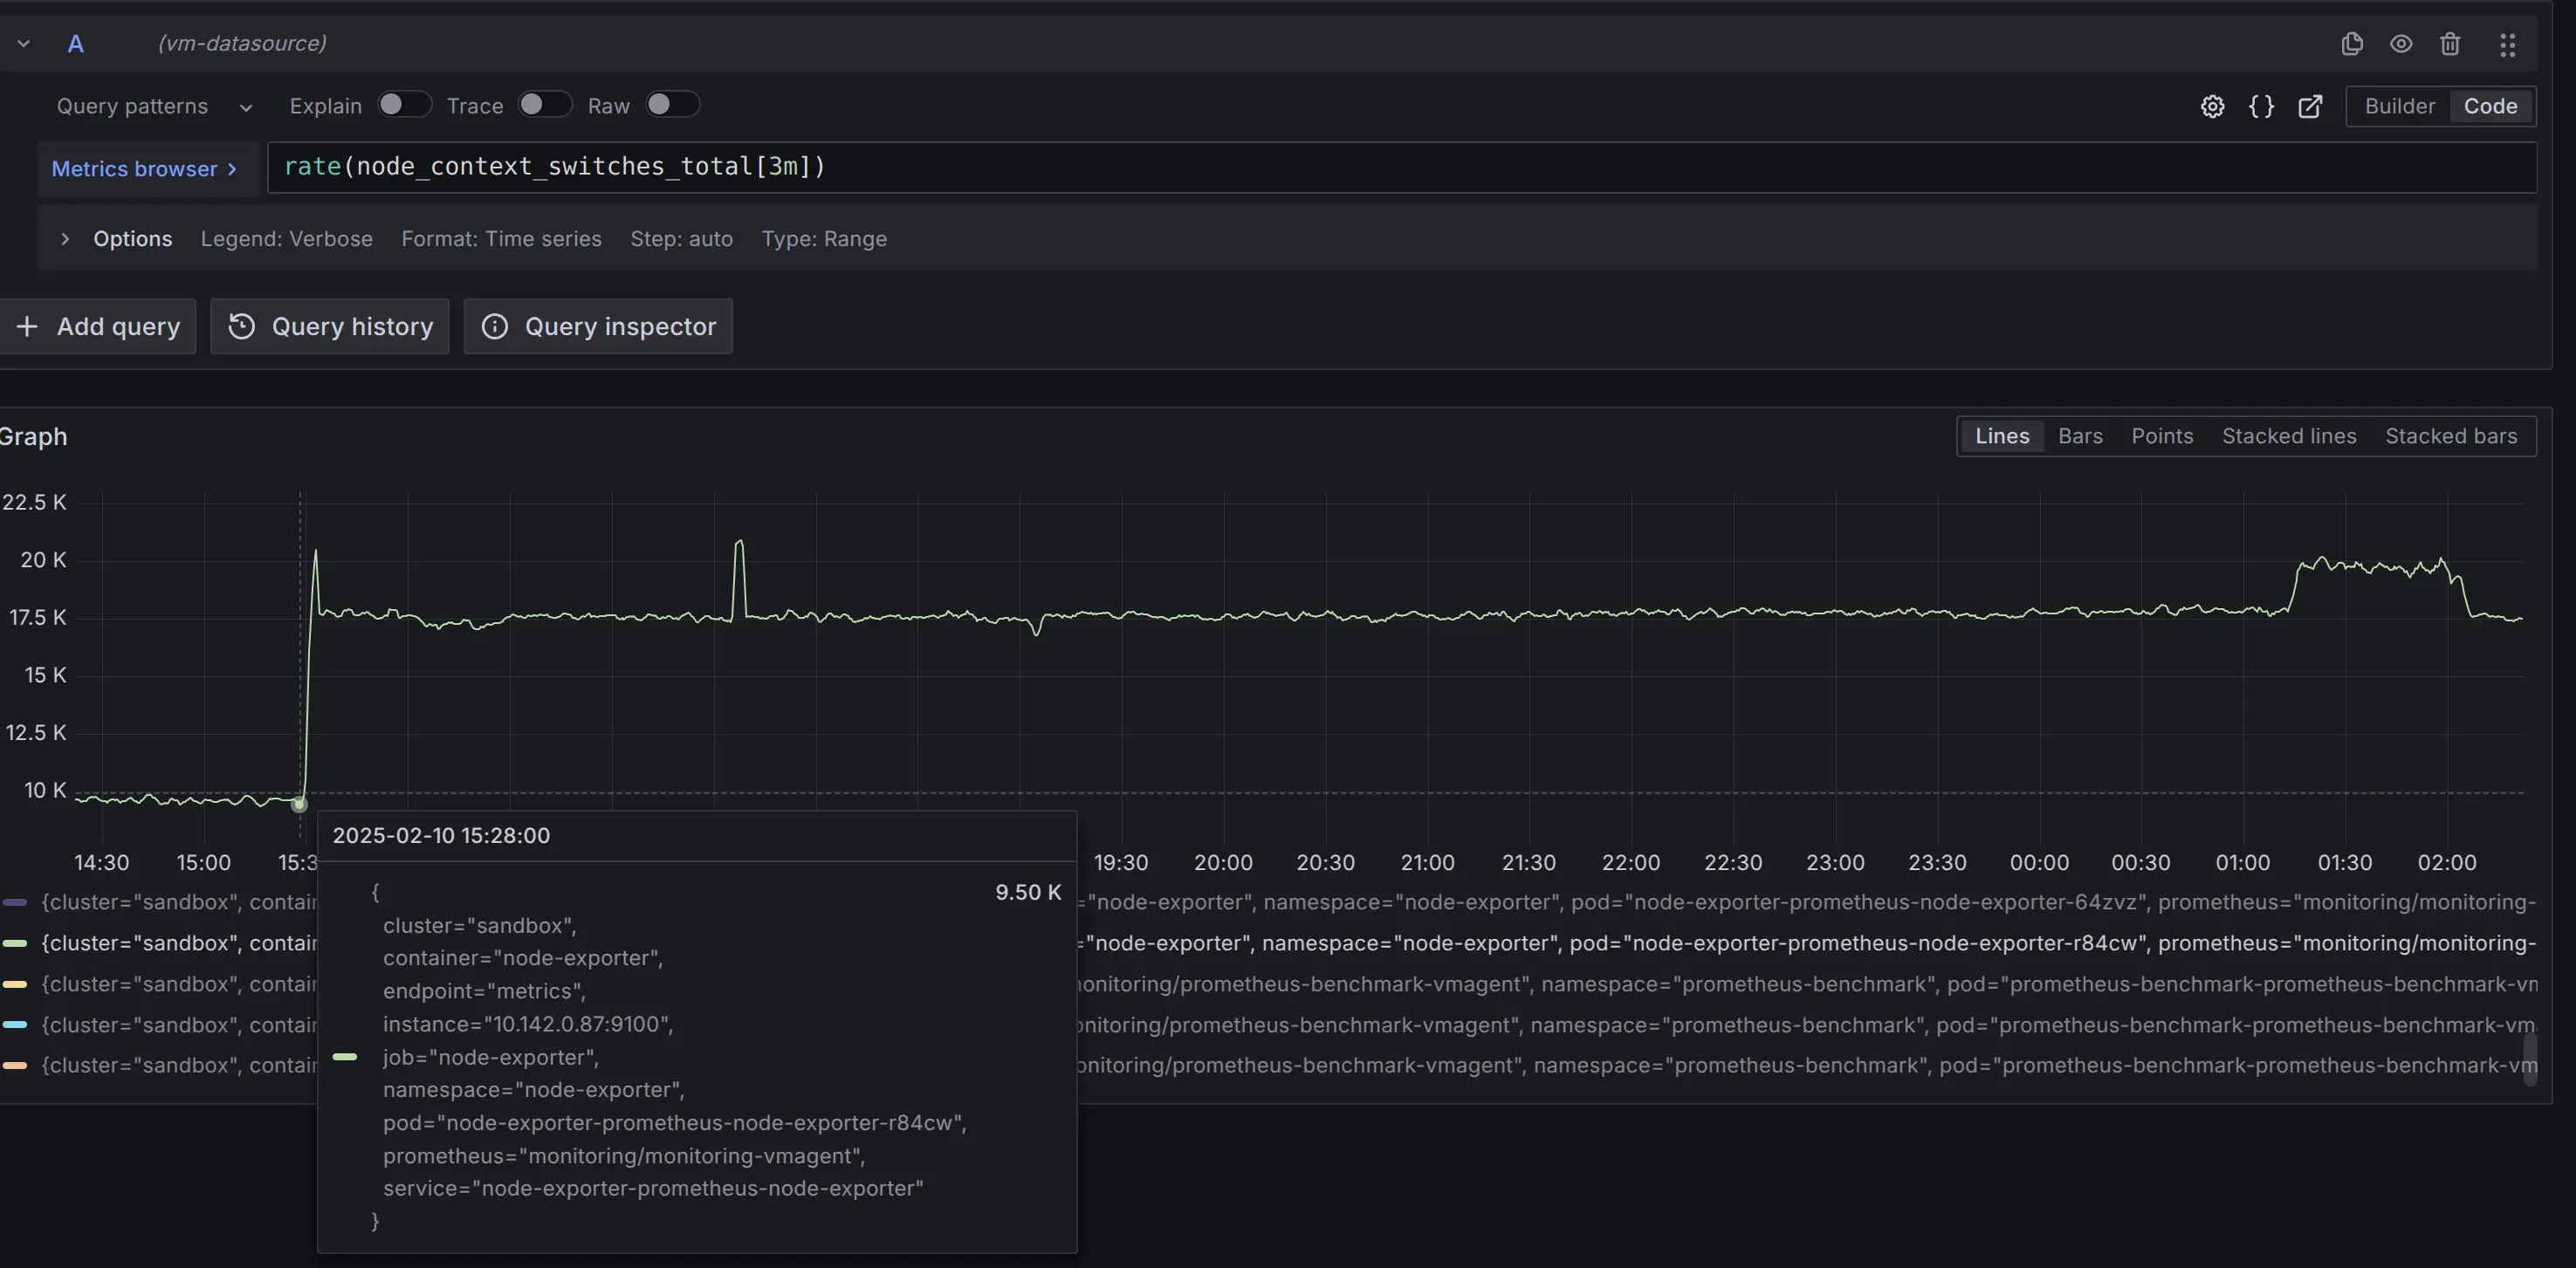 A (vm-datasource)
Query patterns Explain Trace Raw Builder Code
Metrics browser > rate(node_context_switches_total[3m])
Options Legend: Verbose Format: Time series Step: auto Type: Range
+ Add query Query history Query inspector
Graph Lines Bars Points Stacked lines Stacked bars
22.5 K
20 K
17.5 K
15 K
12.5 K
10 K
14:30 15:00 15:3 19:30 20:00 20:30 21:00 21:30 22:00 22:30 23:00 23:30 00:00 00:30 01:00 01:30 02:00
2025-02-10 15:28:00
{ 9.50 K
cluster="sandbox",
container="node-exporter",
endpoint="metrics",
instance="10.142.0.87:9100",
job="node-exporter",
namespace="node-exporter",
pod="node-exporter-prometheus-node-exporter-r84cw",
prometheus="monitoring/monitoring-vmagent",
service="node-exporter-prometheus-node-exporter"
}
{cluster="sandbox", contain ="node-exporter", namespace="node-exporter", pod="node-exporter-prometheus-node-exporter-64zvz", prometheus="monitoring/monitoring-
{cluster="sandbox", contain ="node-exporter", namespace="node-exporter", pod="node-exporter-prometheus-node-exporter-r84cw", prometheus="monitoring/monitoring-
{cluster="sandbox", contain onitoring/prometheus-benchmark-vmagent", namespace="prometheus-benchmark", pod="prometheus-benchmark-prometheus-benchmark-vm
{cluster="sandbox", contain onitoring/prometheus-benchmark-vmagent", namespace="prometheus-benchmark", pod="prometheus-benchmark-prometheus-benchmark-vm
{cluster="sandbox", contain onitoring/prometheus-benchmark-vmagent", namespace="prometheus-benchmark", pod="prometheus-benchmark-prometheus-benchmark-vm